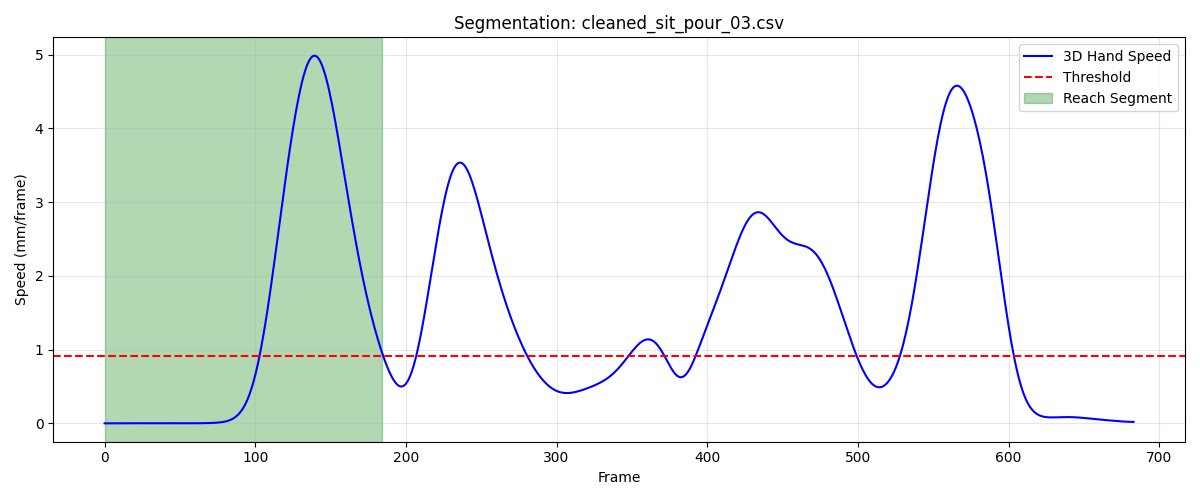 Segmentation: cleaned_sit_pour_03.csv
3D Hand Speed
Threshold
Reach Segment
Speed (mm/frame)
5
4
3
2
1
0
0 100 200 300 400 500 600 700
Frame